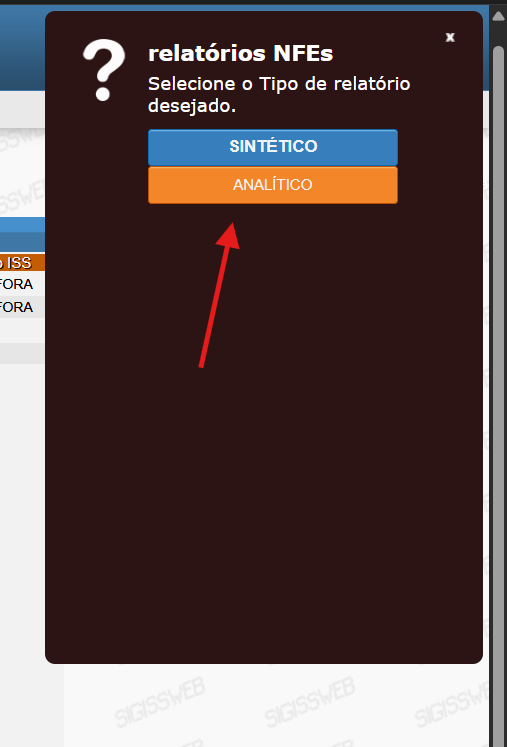 x
relatórios NFEs
Selecione o Tipo de relatório
desejado.
SINTÉTICO
ANALÍTICO
ISS
FORA
FORA
SIGISSWEB
SIGISSWEB
SIGISSWEB